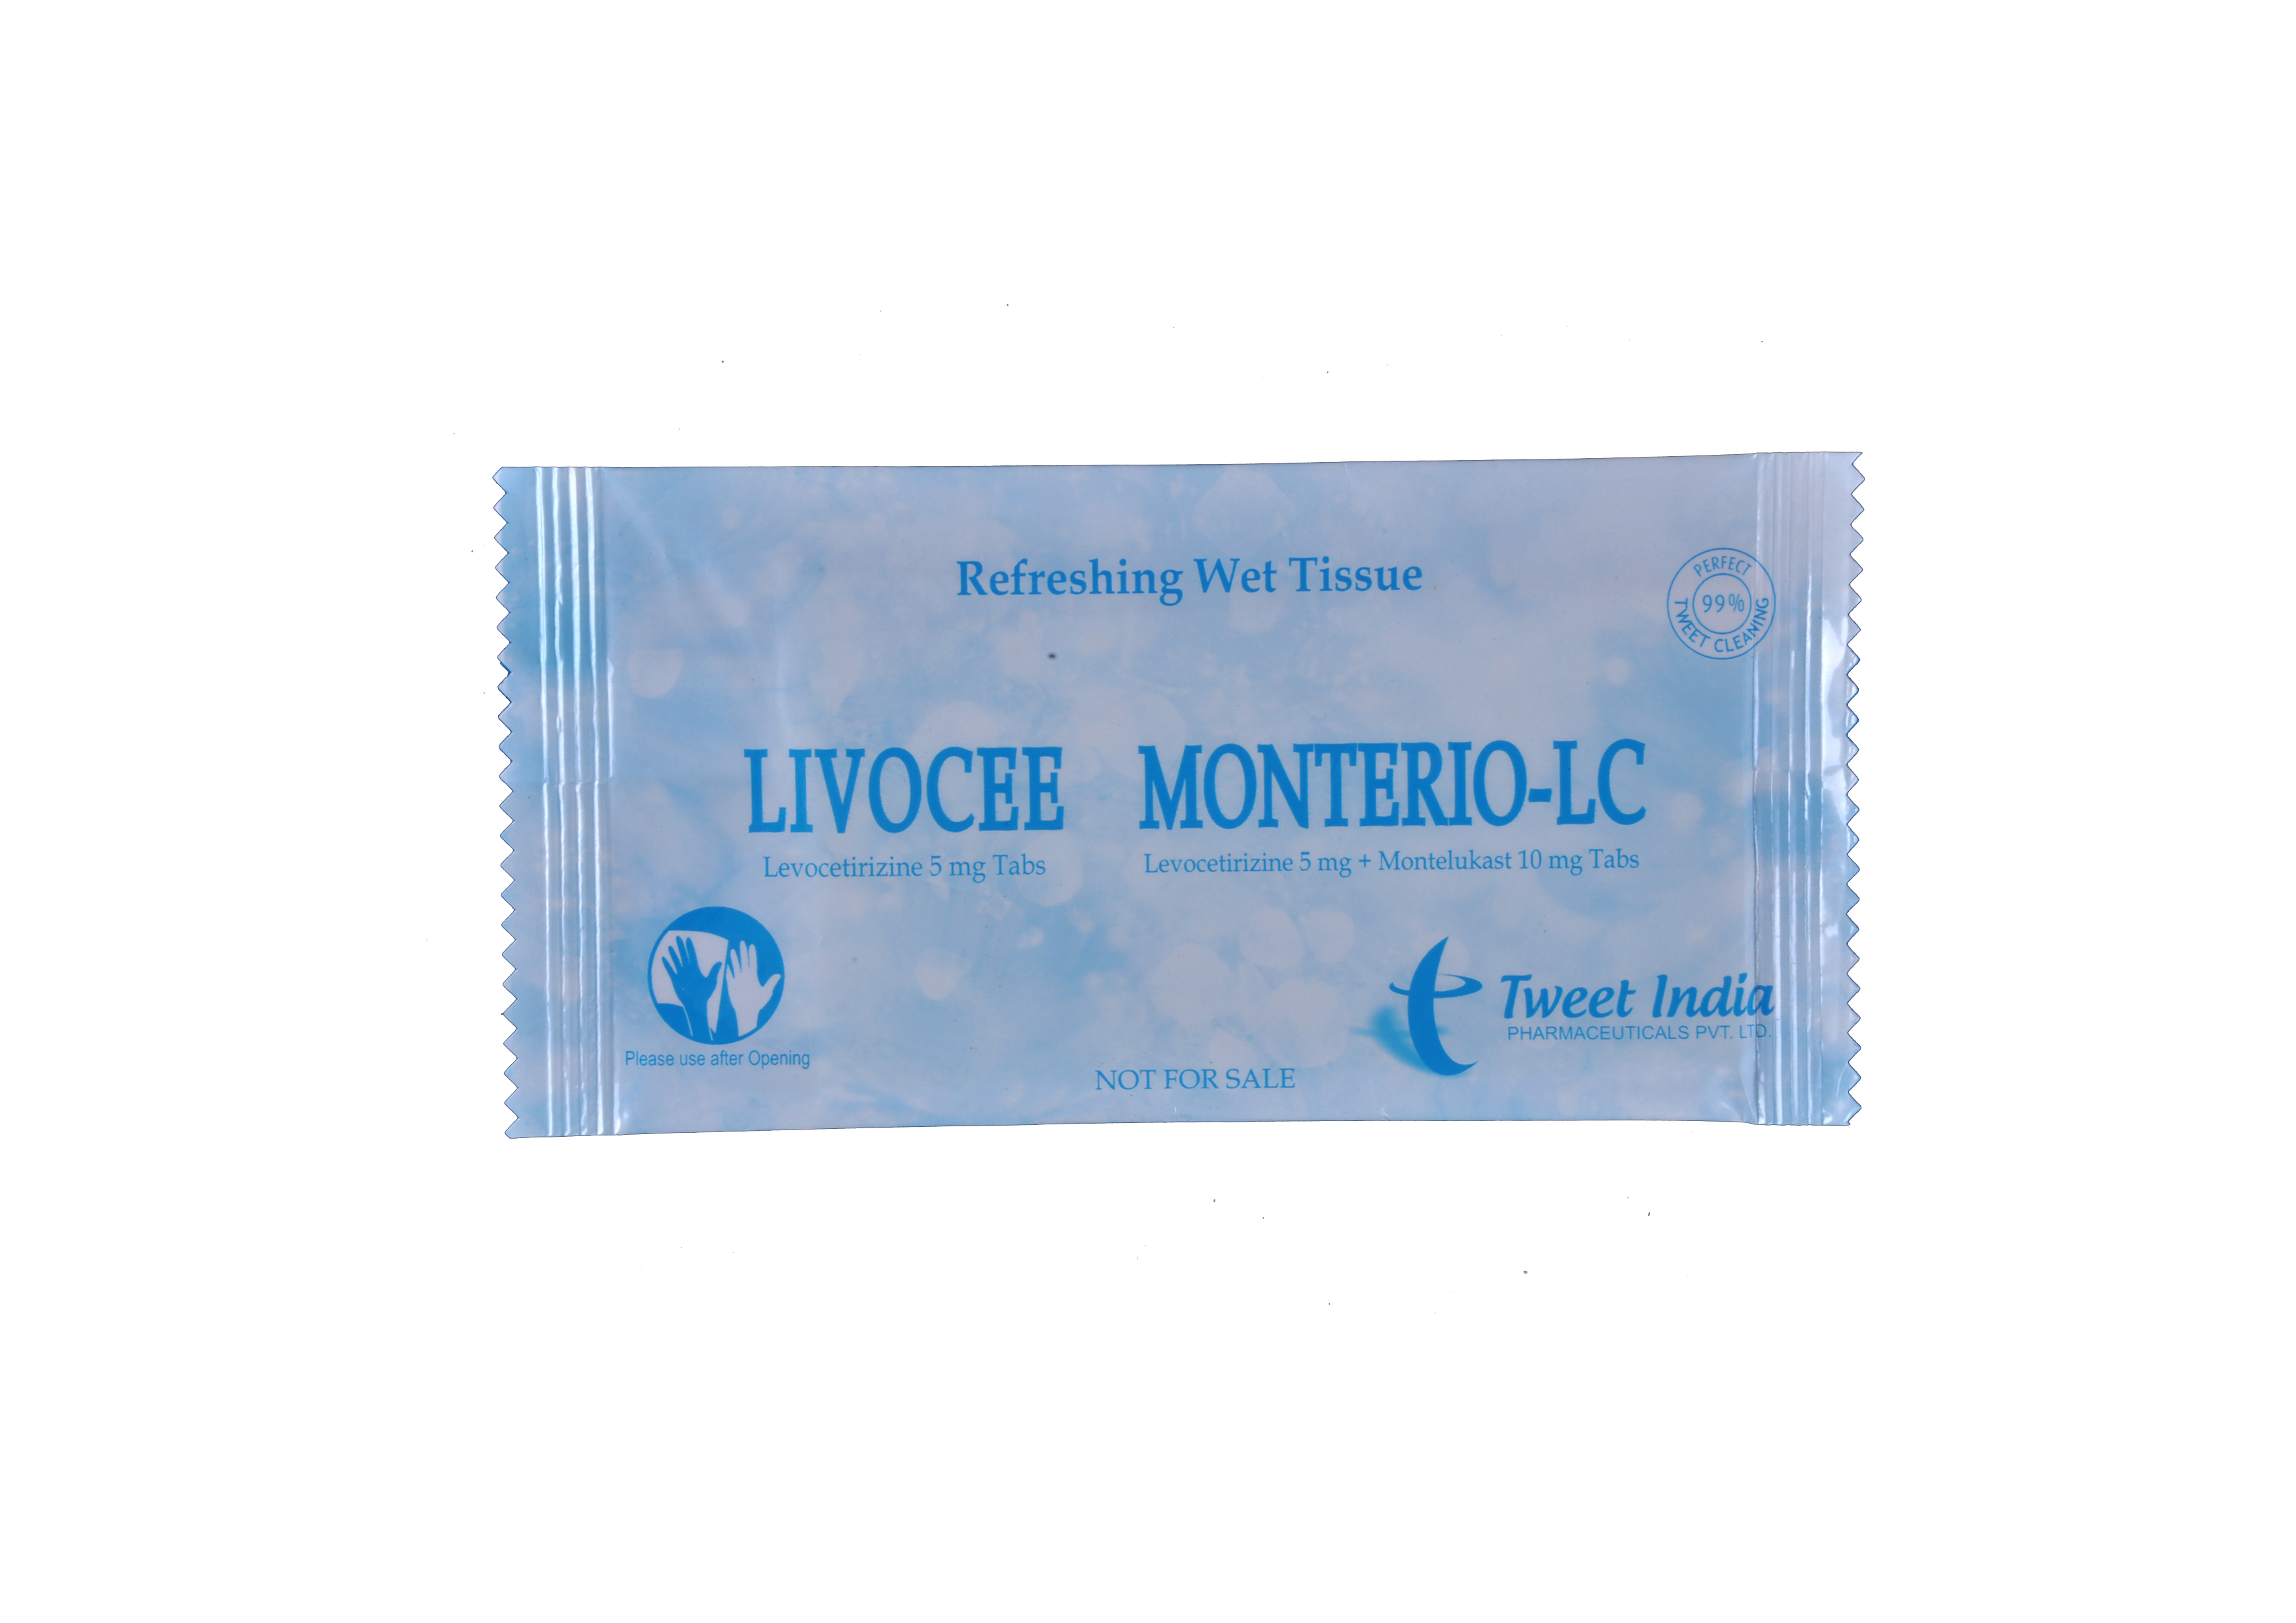 Refreshing Wet Tissue
PERFECT
99%
TWEET CLEANING
LIVOCEE MONTERIO-LC
Levocetirizine 5 mg Tabs Levocetirizine 5 mg + Montelukast 10 mg Tabs
Tweet India
PHARMACEUTICALS PVT. LTD.
Please use after Opening
NOT FOR SALE